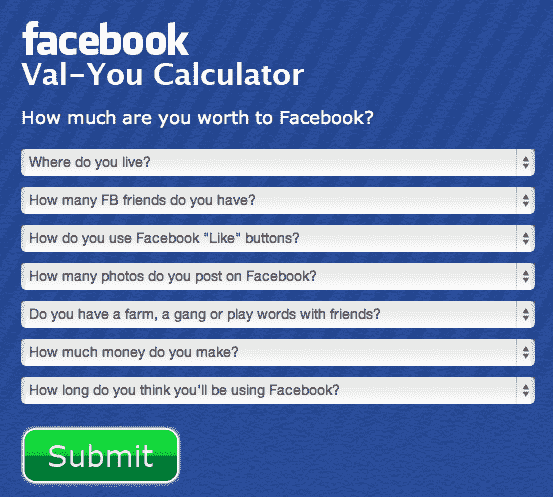 facebook
Val-You Calculator
How much are you worth to Facebook?
Where do you live?
How many FB friends do you have?
How do you use Facebook "Like" buttons?
How many photos do you post on Facebook?
Do you have a farm, a gang or play words with friends?
How much money do you make?
How long do you think you'll be using Facebook?
Submit